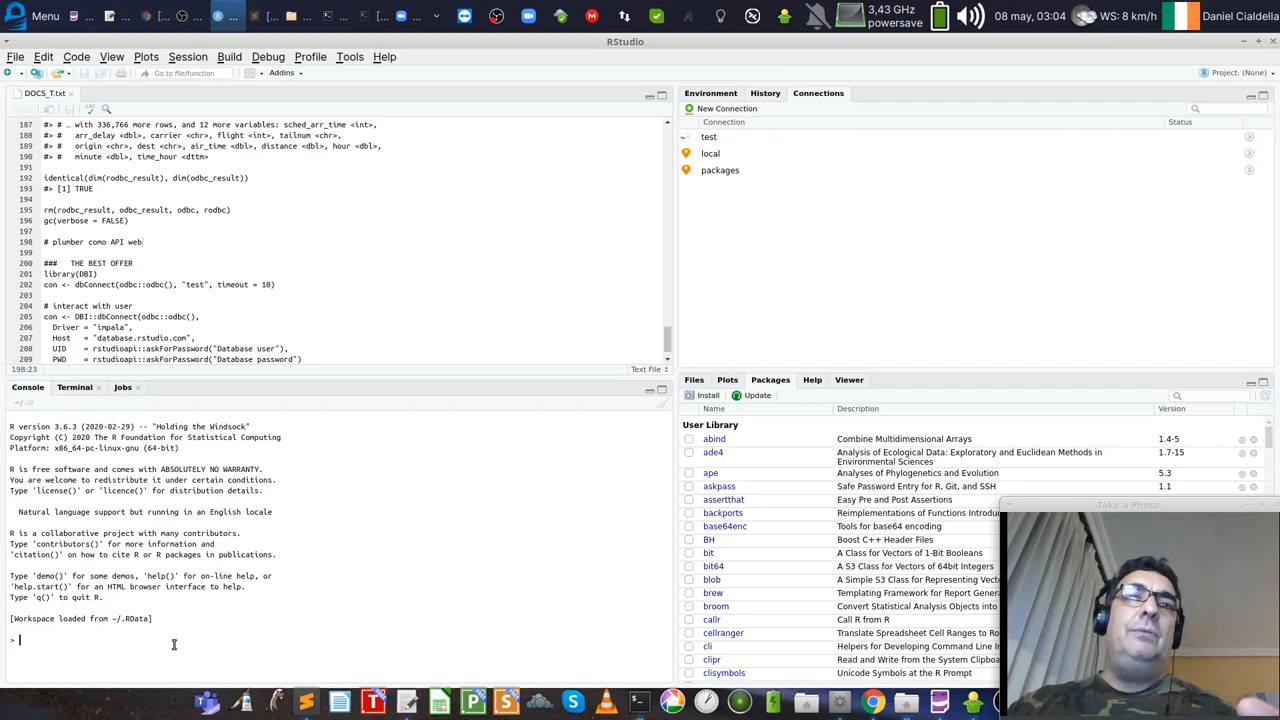 Menu
3,43 GHz
powersave
08 may, 03:04
WS: 8 km/h
Daniel Cialdella
RStudio
File Edit Code View Plots Session Build Debug Profile Tools Help
Go to file/function
Addins
Project: (None)
DOCS_T.txt
187 #> # … with 336,766 more rows, and 12 more variables: sched_arr_time <int>,
188 #> #   arr_delay <dbl>, carrier <chr>, flight <int>, tailnum <chr>,
189 #> #   origin <chr>, dest <chr>, air_time <dbl>, distance <dbl>, hour <dbl>,
190 #> #   minute <dbl>, time_hour <dttm>
191
192 identical(dim(rodbc_result), dim(odbc_result))
193 #> [1] TRUE
194
195 rm(rodbc_result, odbc_result, odbc, rodbc)
196 gc(verbose = FALSE)
197
198 # plumber como API web
199
200 ###   THE BEST OFFER
201 library(DBI)
202 con <- dbConnect(odbc::odbc(), "test", timeout = 10)
203
204 # interact with user
205 con <- DBI::dbConnect(odbc::odbc(),
206   Driver = "impala",
207   Host   = "database.rstudio.com",
208   UID    = rstudioapi::askForPassword("Database user"),
209   PWD    = rstudioapi::askForPassword("Database password")
198:23
Text File
Console Terminal Jobs
~/
R version 3.6.3 (2020-02-29) -- "Holding the Windsock"
Copyright (C) 2020 The R Foundation for Statistical Computing
Platform: x86_64-pc-linux-gnu (64-bit)
R is free software and comes with ABSOLUTELY NO WARRANTY.
You are welcome to redistribute it under certain conditions.
Type 'license()' or 'licence()' for distribution details.
Natural language support but running in an English locale
R is a collaborative project with many contributors.
Type 'contributors()' for more information and
'citation()' on how to cite R or R packages in publications.
Type 'demo()' for some demos, 'help()' for on-line help, or
'help.start()' for an HTML browser interface to help.
Type 'q()' to quit R.
[Workspace loaded from ~/.RData]
>
Environment History Connections
New Connection
Connection Status
test
local
packages
Files Plots Packages Help Viewer
Install Update
Name Description Version
User Library
abind Combine Multidimensional Arrays 1.4-5
ade4 Analysis of Ecological Data: Exploratory and Euclidean Methods in Environmental Sciences 1.7-15
ape Analyses of Phylogenetics and Evolution 5.3
askpass Safe Password Entry for R, Git, and SSH 1.1
assertthat Easy Pre and Post Assertions
backports Reimplementations of Functions
base64enc Tools for base64 encoding
BH Boost C++ Header Files
bit A Class for Vectors of 1-Bit Booleans
bit64 A S3 Class for Vectors of 64bit Integers
blob A Simple S3 Class for Representing
brew Templating Framework for Report
broom Convert Statistical Analysis Objects into
callr Call R from R
cellranger Translate Spreadsheet Cell Ranges to
cli Helpers for Developing Command Line
clipr Read and Write from the System
clisymbols Unicode Symbols at the R Prompt
Take a Photo